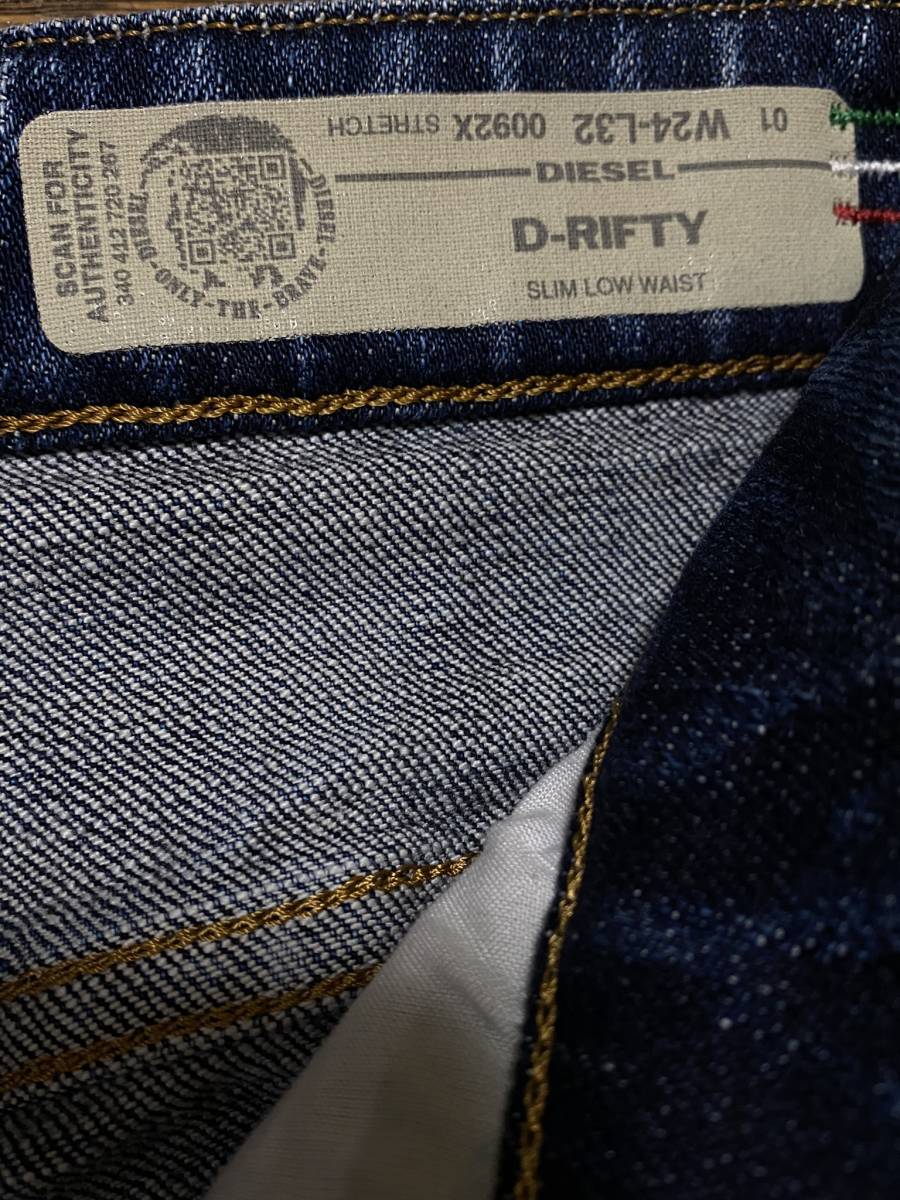 SCAN FOR
AUTHENTICITY
340 412 720 267
DIESEL-ONLY-THE-BRAVE-DIESEL
01 W24-L32 0092X STRETCH
DIESEL
D-RIFTY
SLIM LOW WAIST